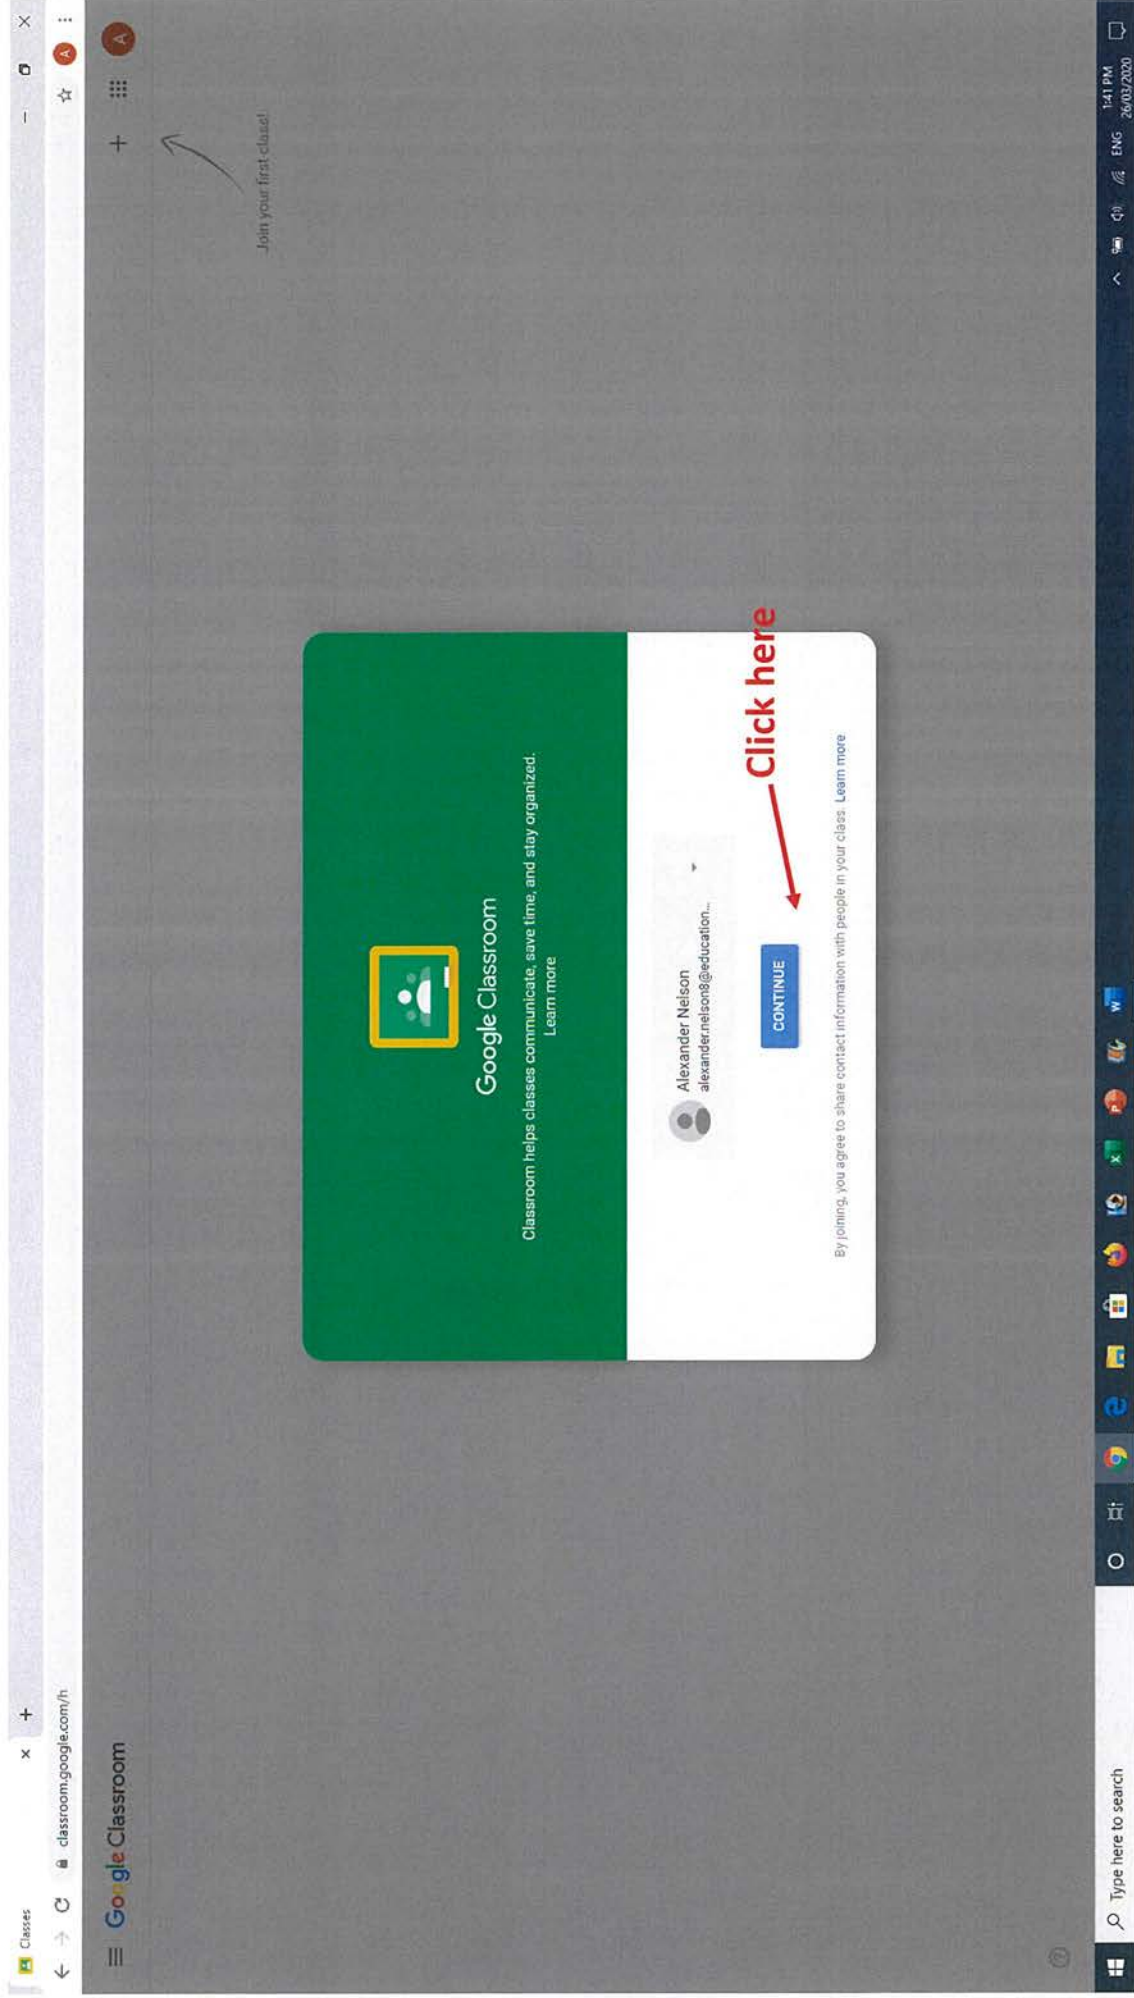 Classes
classroom.google.com/h
A
Google Classroom
A
Join your first class!
Google Classroom
Classroom helps classes communicate, save time, and stay organized.
Learn more
Alexander Nelson
alexander.nelson8@education...
Click here
CONTINUE
By joining, you agree to share contact information with people in your class. Learn more
Type here to search
ENG
1:41 PM
26/03/2020